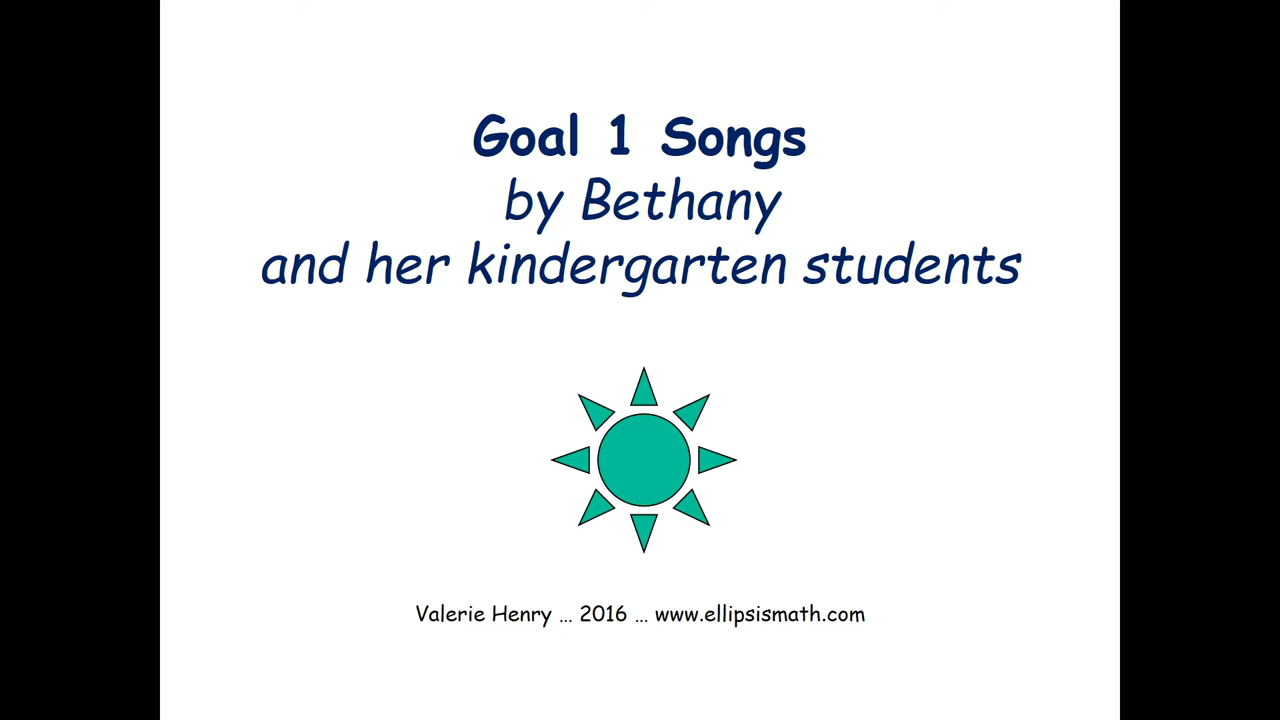 Goal 1 Songs
by Bethany
and her kindergarten students
Valerie Henry … 2016 … www.ellipsismath.com